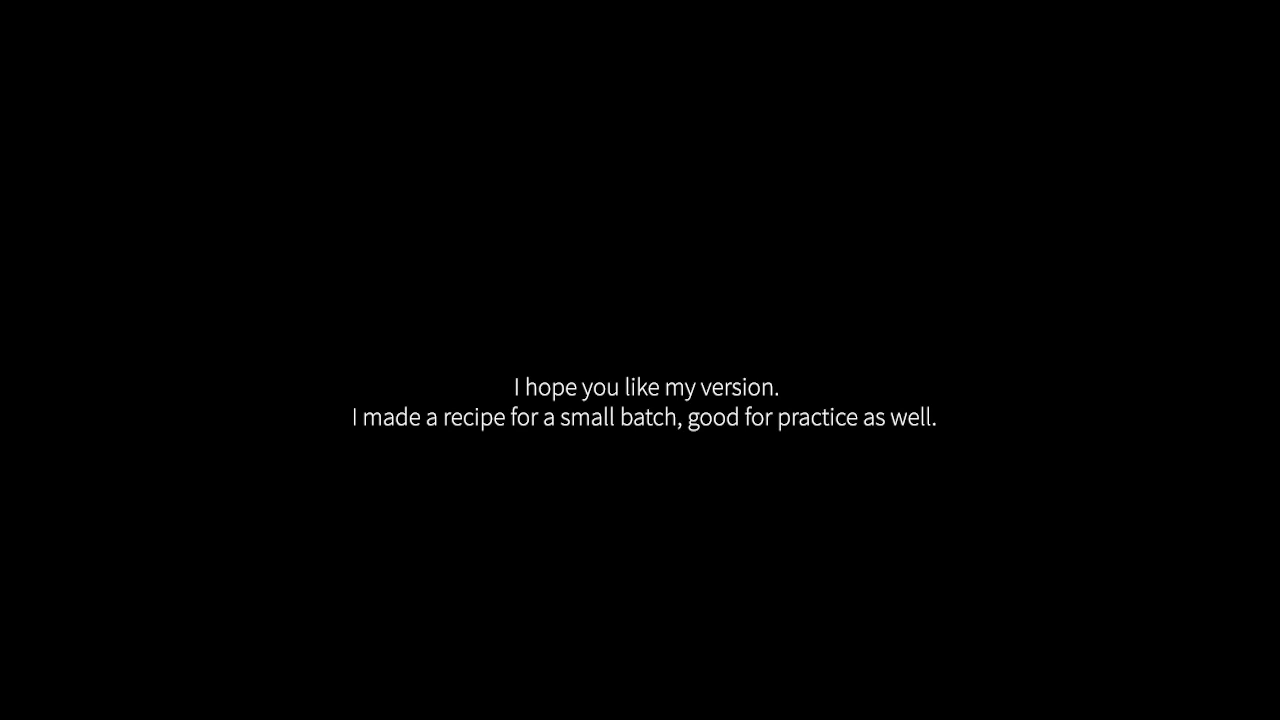 I hope you like my version.
I made a recipe for a small batch, good for practice as well.